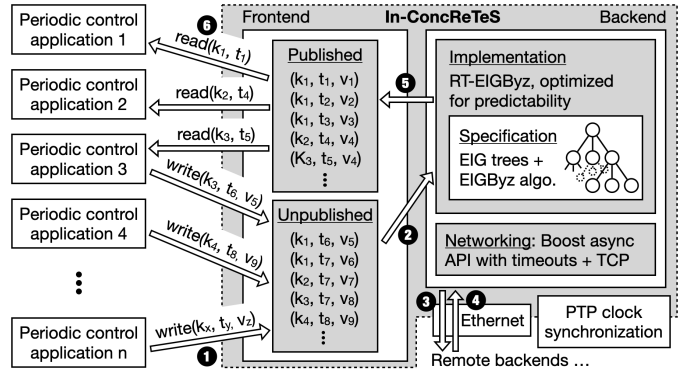 Periodic control
application 1
Periodic control
application 2
Periodic control
application 3
Periodic control
application 4
Periodic control
application n
6
read(k₁, t₁)
read(k₂, t₄)
read(k₃, t₅)
write(k₃, t₆, v₅)
write(k₄, t₈, v₉)
write(kₓ, tᵧ, v_z)
1
Frontend
In-ConcReTeS
Backend
Published
(k₁, t₁, v₁)
(k₁, t₂, v₂)
(k₁, t₃, v₃)
(k₂, t₄, v₄)
(K₃, t₅, v₄)
Unpublished
(k₁, t₆, v₅)
(k₁, t₇, v₆)
(k₂, t₇, v₇)
(k₃, t₇, v₈)
(k₄, t₈, v₉)
5
2
Implementation
RT-EIGByz, optimized
for predictability
Specification
EIG trees +
EIGByz algo.
Networking: Boost async
API with timeouts + TCP
3
4
Ethernet
PTP clock
synchronization
Remote backends ...